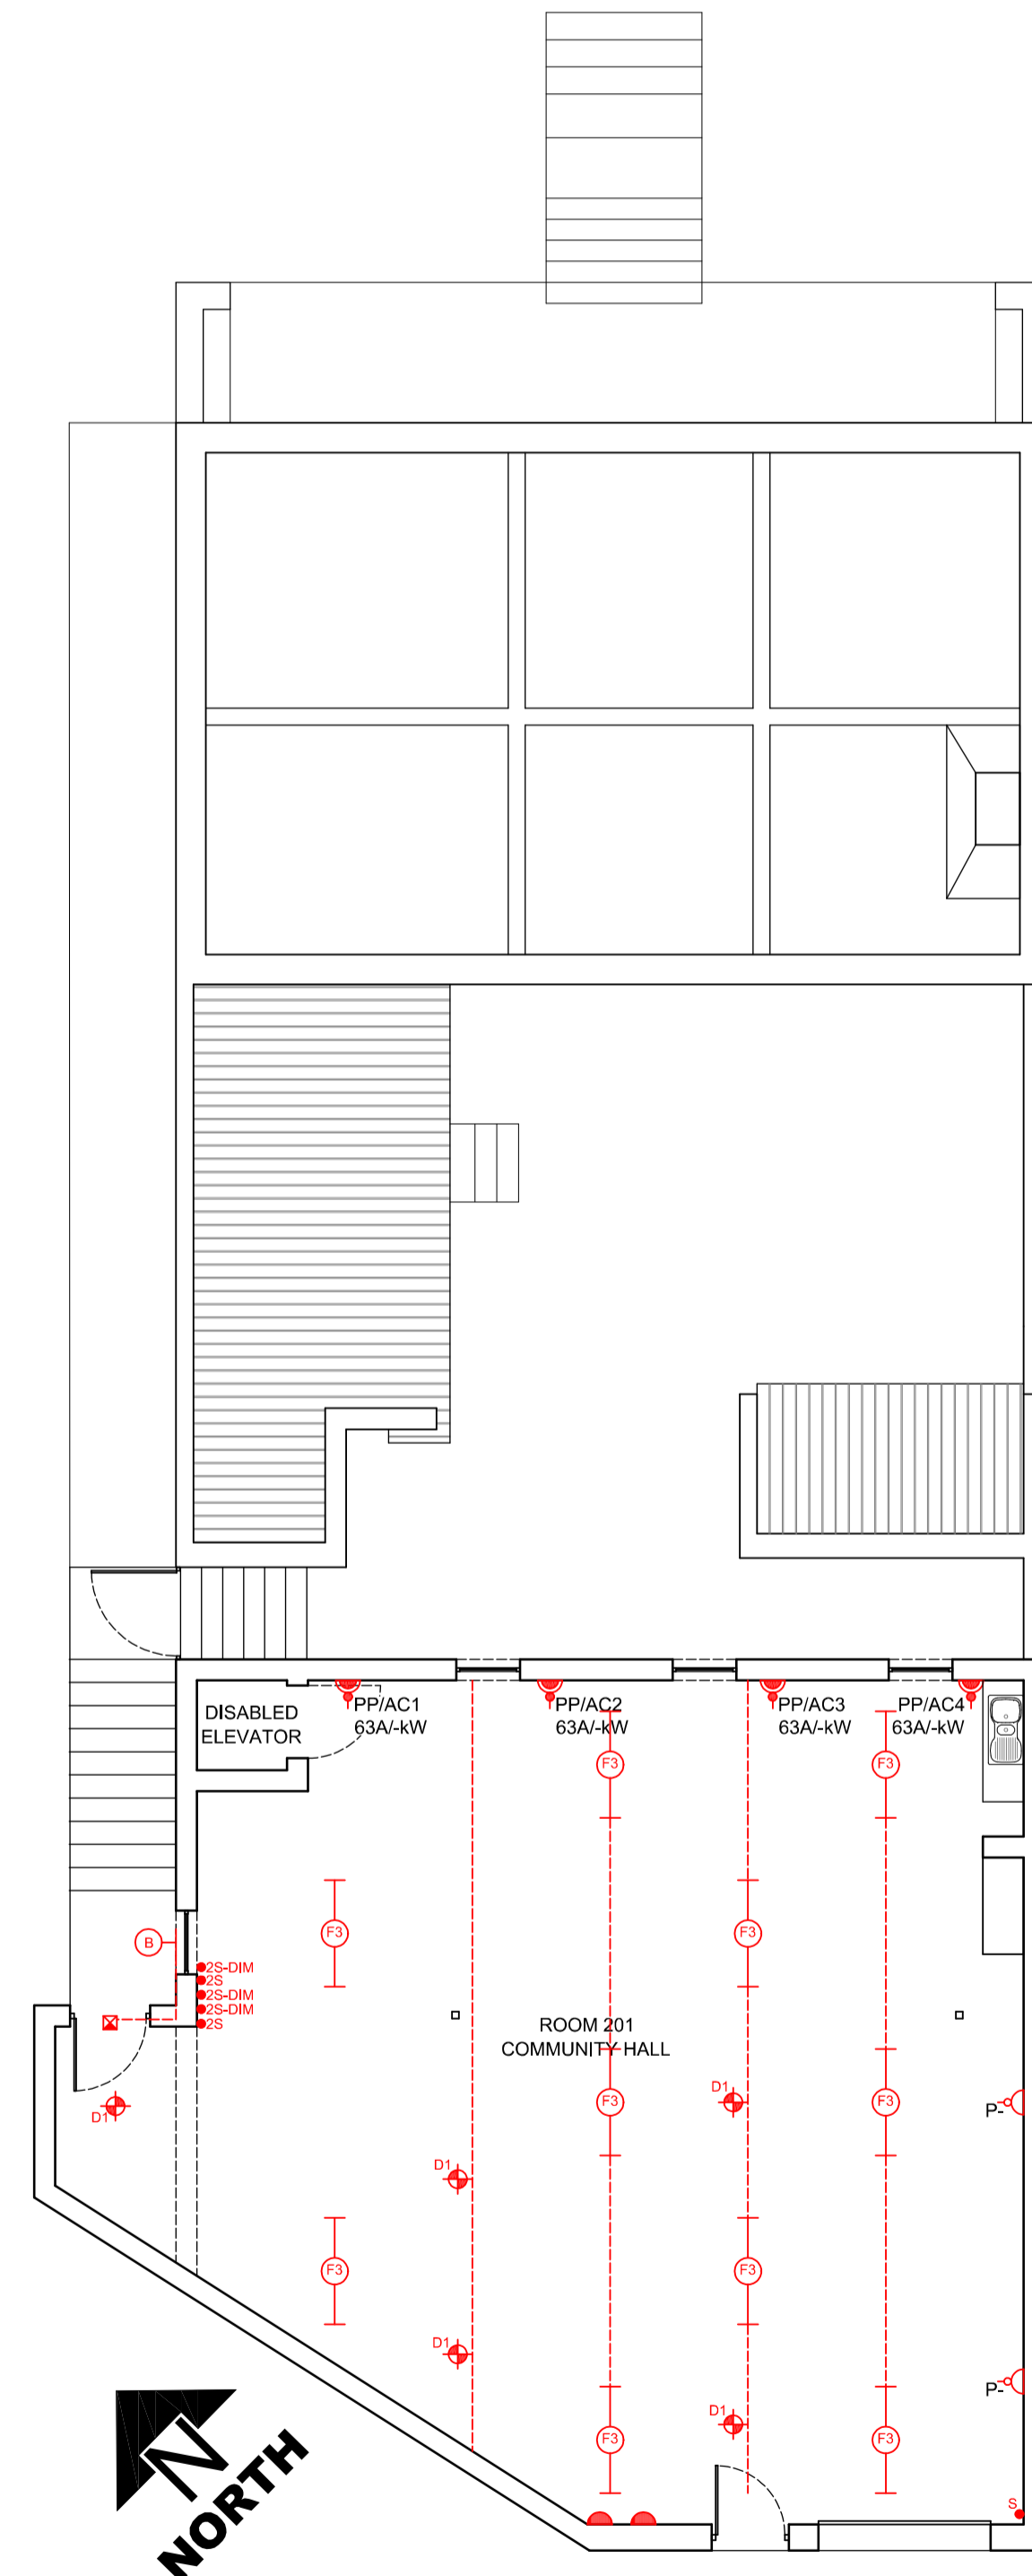 DISABLED
ELEVATOR
PP/AC1
63A/-kW
PP/AC2
63A/-kW
PP/AC3
63A/-kW
PP/AC4
63A/-kW
F3
F3
F3
F3
B
2S-DIM
2S
2S-DIM
2S-DIM
2S
ROOM 201
COMMUNITY HALL
D1
D1
F3
F3
P-
D1
F3
F3
D1
P-
D1
F3
F3
S
N
NORTH